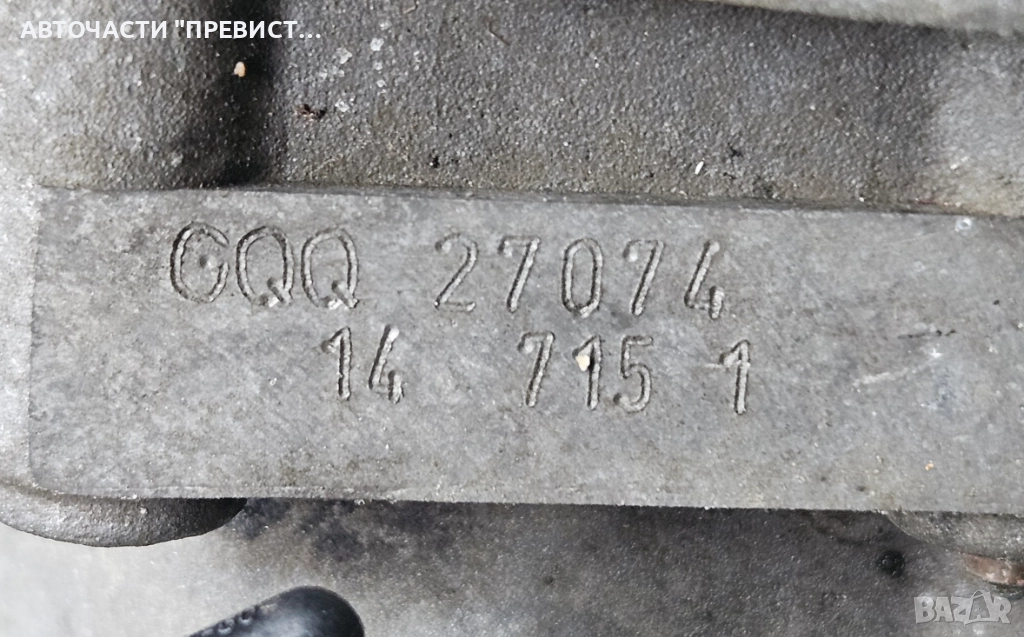 АВТОЧАСТИ "ПРЕВИСТ...
GQQ 27074
14 715 1
BAZAR